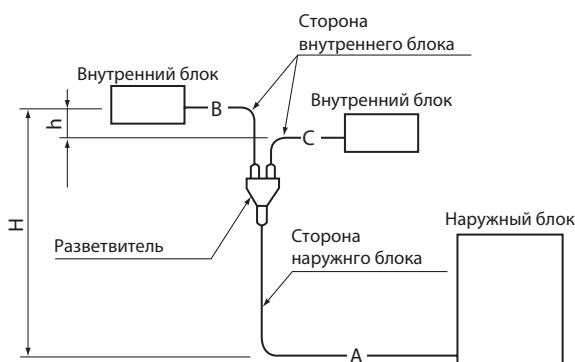 Сторона
внутреннего блока
Внутренний блок
B
Внутренний блок
h
C
H
Разветвитель
Сторона
наружнго блока
Наружный блок
A